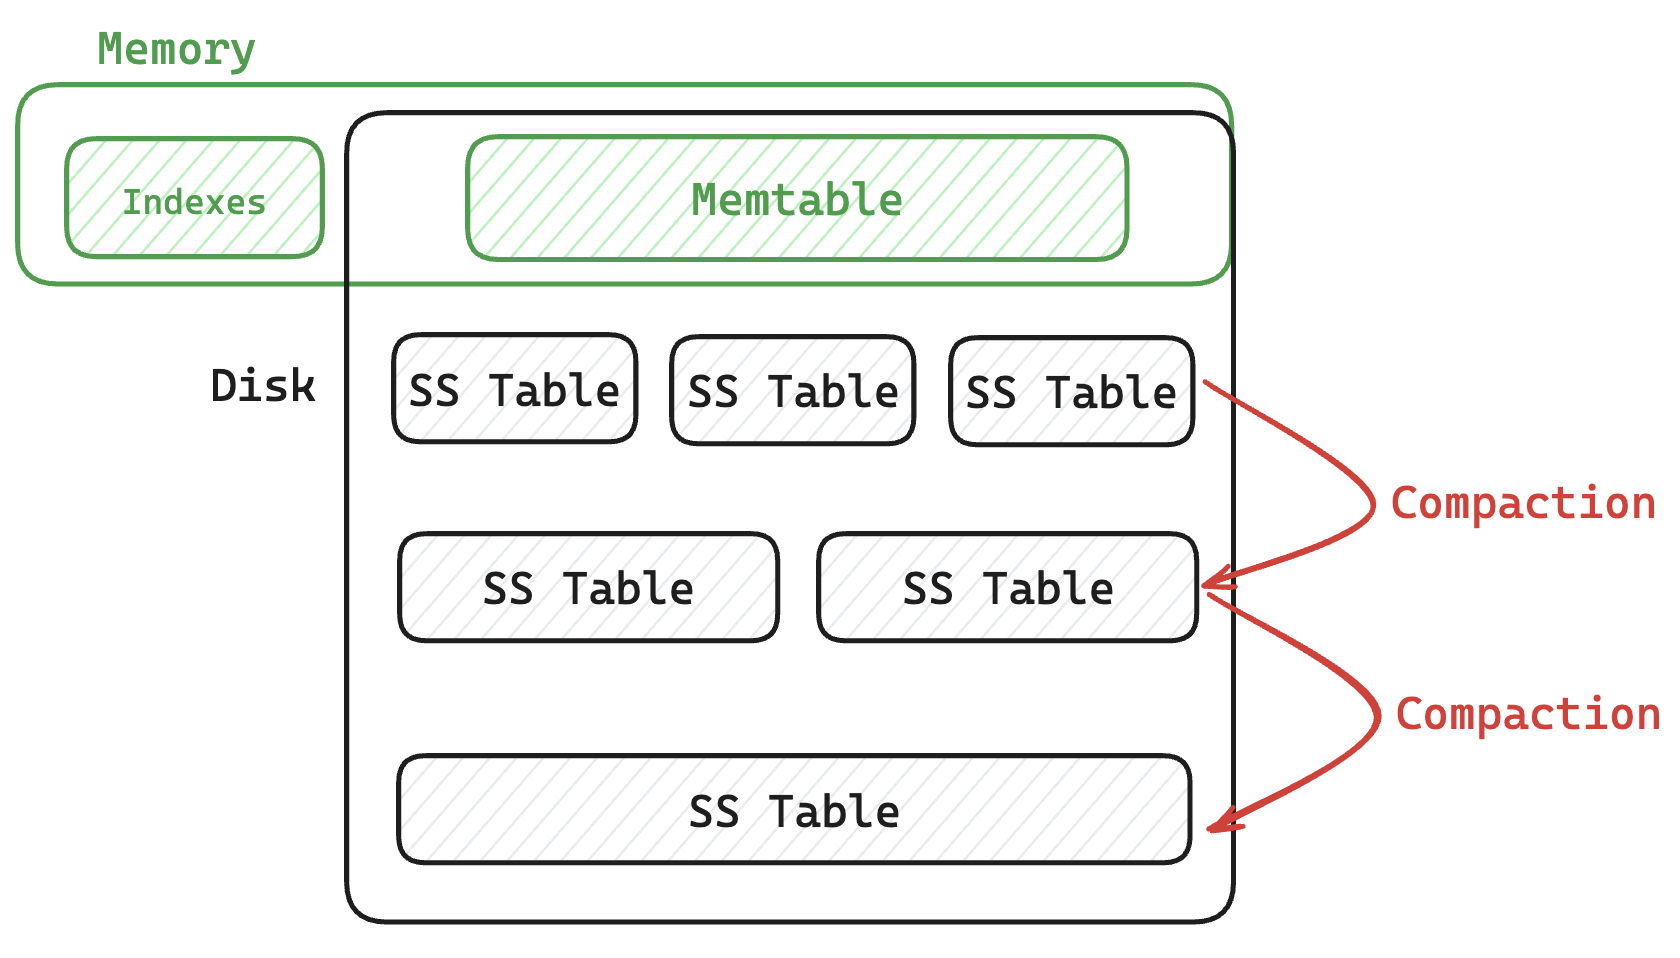 Memory
Indexes
Memtable
Disk
SS Table
SS Table
SS Table
Compaction
SS Table
SS Table
Compaction
SS Table